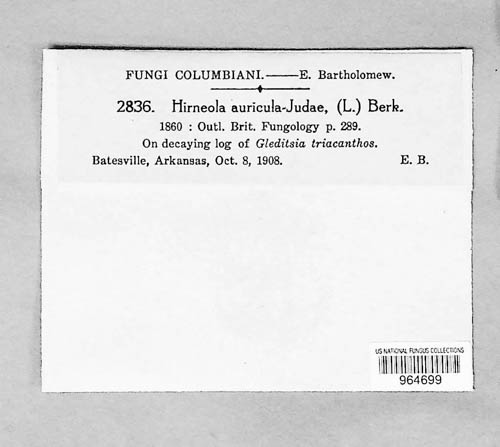 FUNGI COLUMBIANI.——E. Bartholomew.
2836. Hirneola auricula-Judae, (L.) Berk.
1860 : Outl. Brit. Fungology p. 289.
On decaying log of Gleditsia triacanthos.
Batesville, Arkansas, Oct. 8, 1908. E. B.
US NATIONAL FUNGUS COLLECTIONS
964699